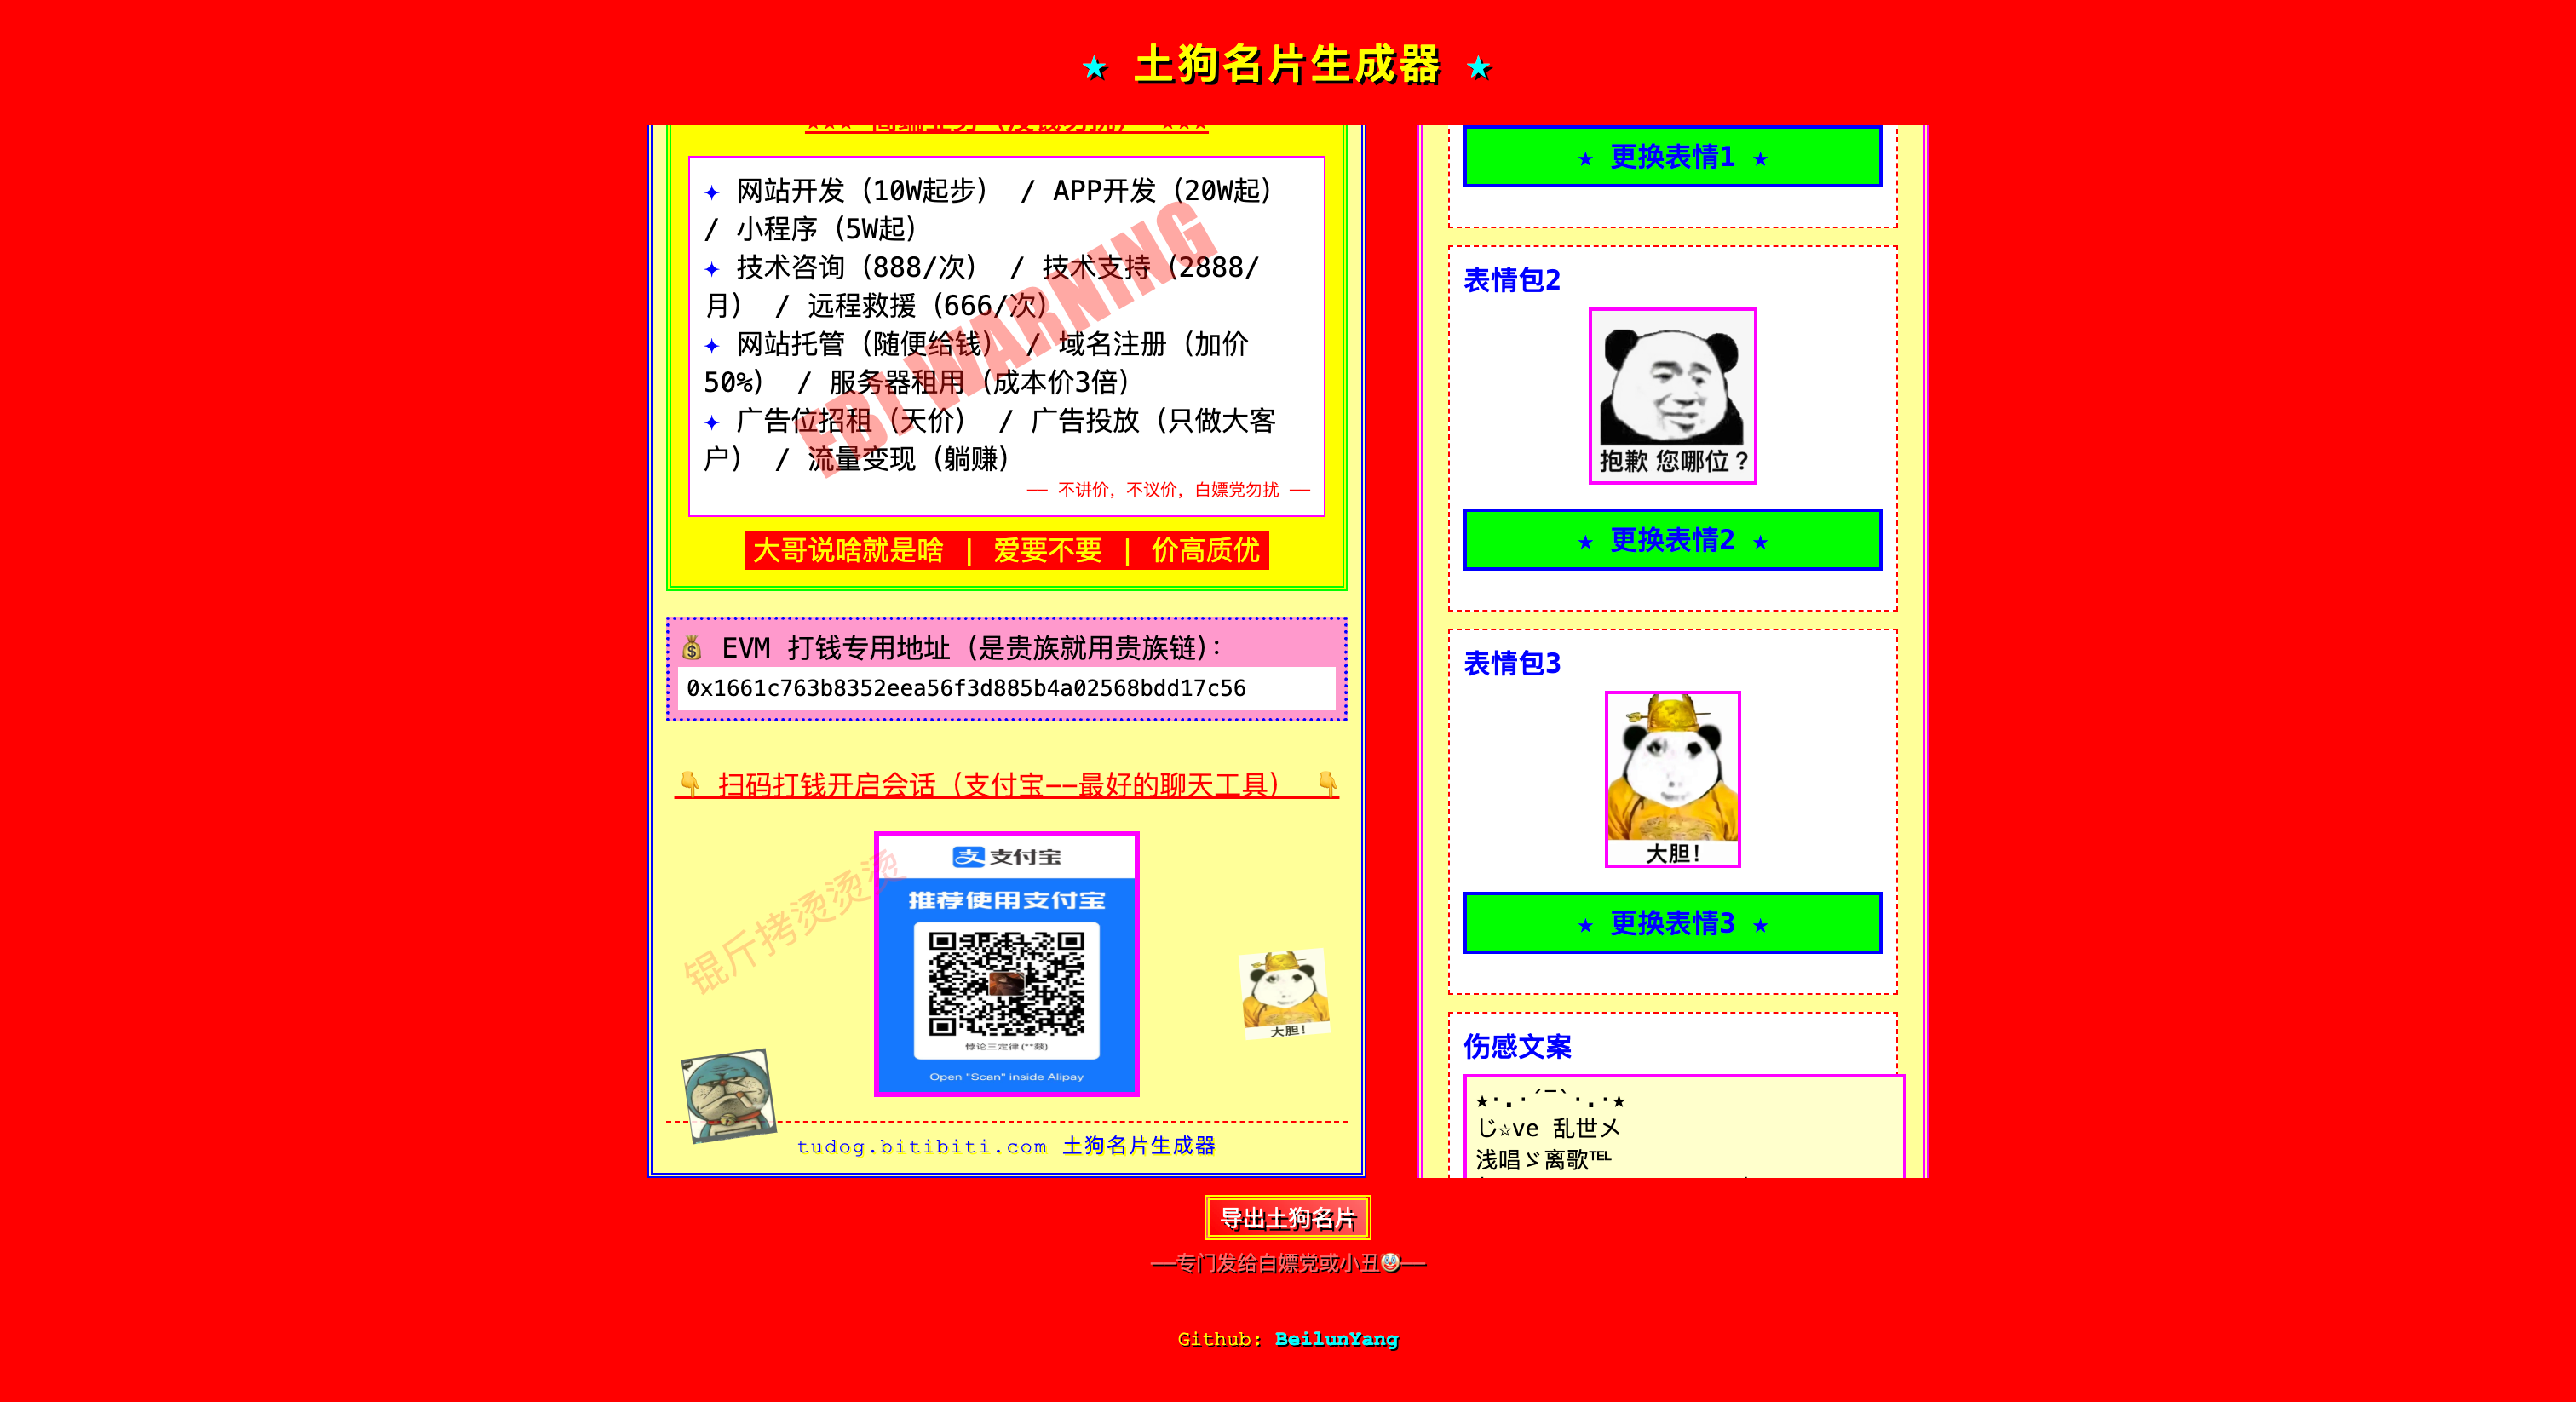 ★ 土狗名片生成器 ★
✦ 网站开发（10W起步） / APP开发（20W起）
/ 小程序（5W起）
✦ 技术咨询（888/次） / 技术支持（2888/
月） / 远程救援（666/次）
✦ 网站托管（随便给钱） / 域名注册（加价
50%） / 服务器租用（成本价3倍）
✦ 广告位招租（天价） / 广告投放（只做大客
户） / 流量变现（躺赚）
—— 不讲价，不议价，白嫖党勿扰 ——
FBI WARNING
大哥说啥就是啥 | 爱要不要 | 价高质优
💰 EVM 打钱专用地址（是贵族就用贵族链）：
0x1661c763b8352eea56f3d885b4a02568bdd17c56
👇 扫码打钱开启会话（支付宝——最好的聊天工具） 👇
锟斤拷烫烫烫
支 支付宝
推荐使用支付宝
悖论三定律(**颢)
Open "Scan" inside Alipay
大胆！
tudog.bitibiti.com 土狗名片生成器
★ 更换表情1 ★
表情包2
抱歉 您哪位？
★ 更换表情2 ★
表情包3
大胆！
★ 更换表情3 ★
伤感文案
★·.·´¯`·.·★
じ☆ve 乱世〤
浅唱ゞ离歌℡
导出土狗名片
——专门发给白嫖党或小丑🤡——
Github: BeilunYang